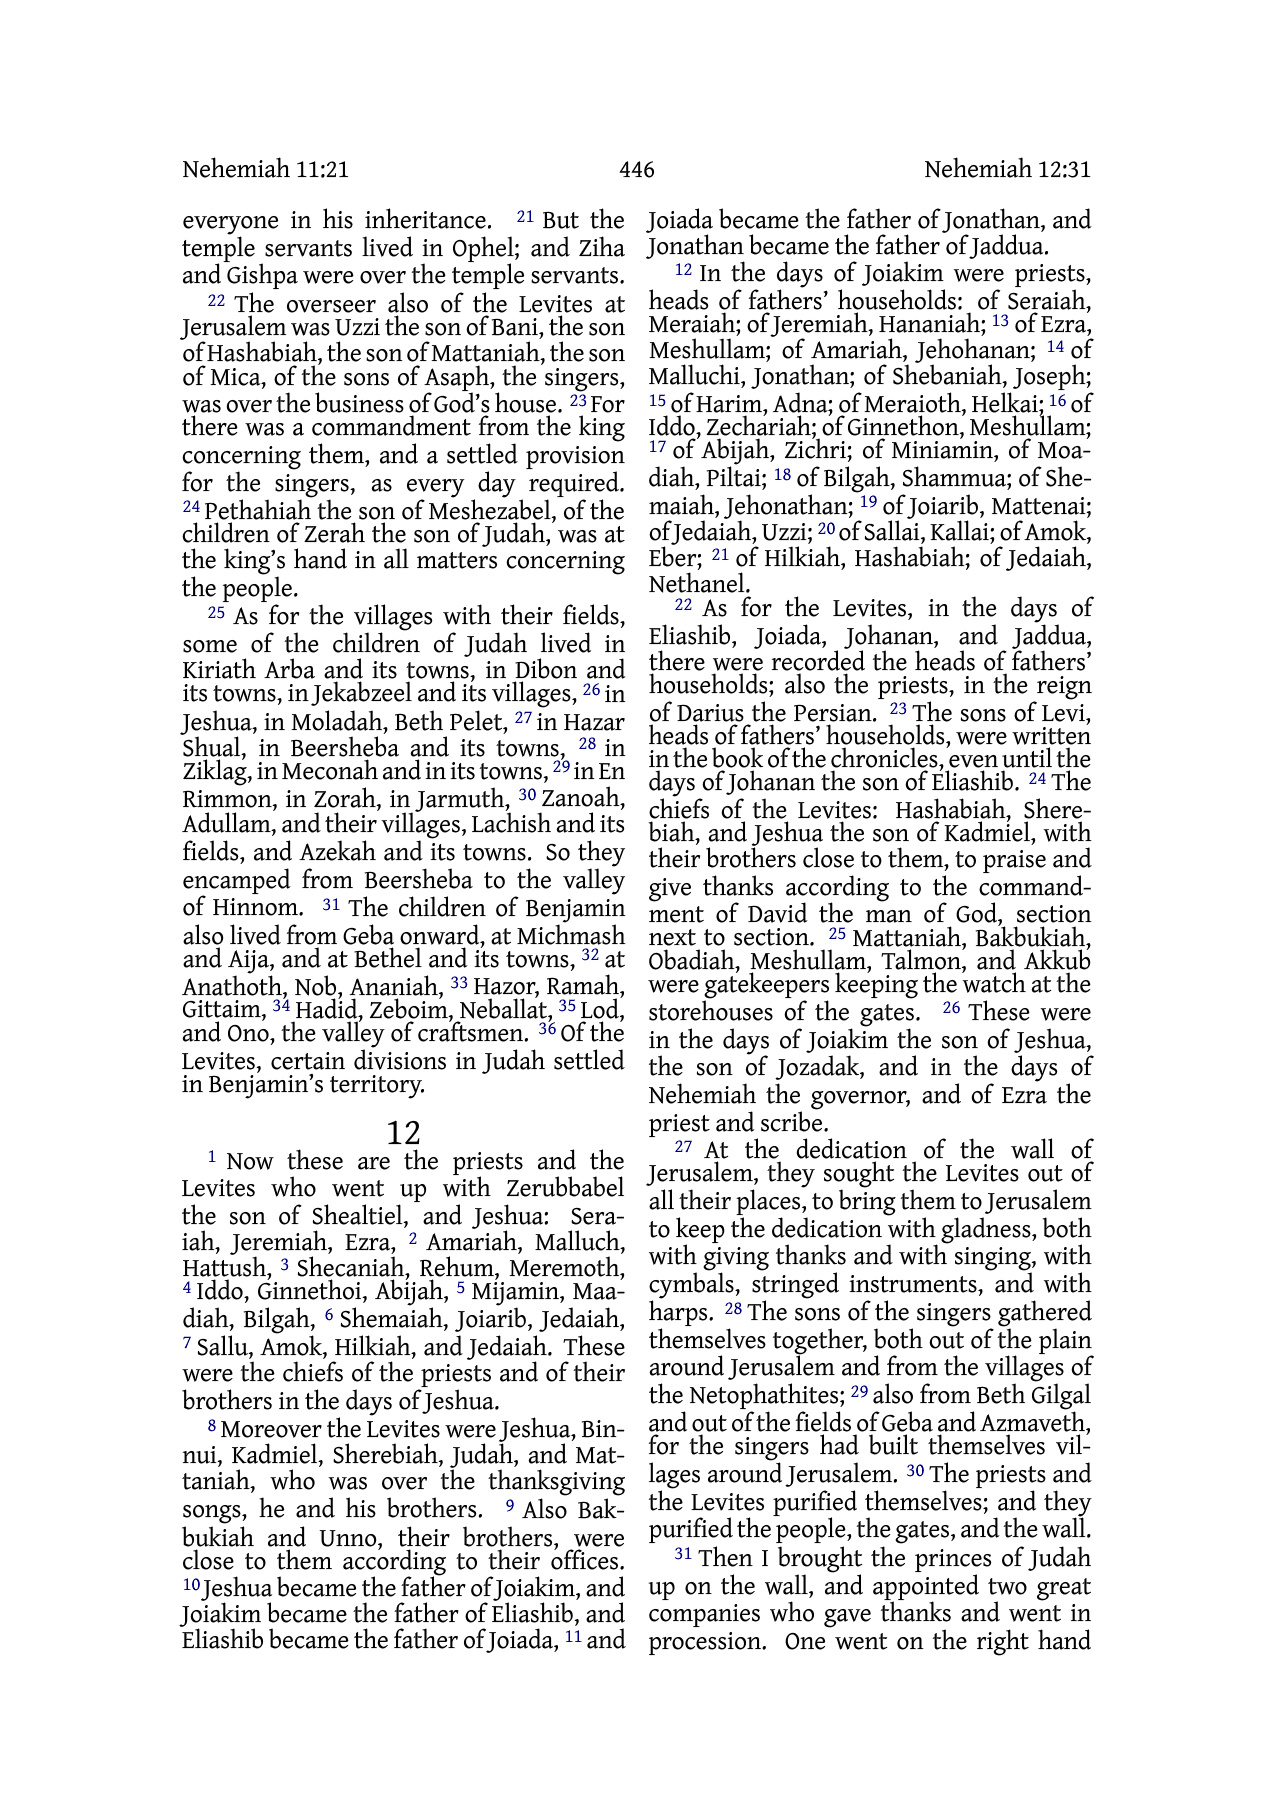 Nehemiah 11:21 446 Nehemiah 12:31
everyone in his inheritance. 21 But the
temple servants lived in Ophel; and Ziha
and Gishpa were over the temple servants.
22 The overseer also of the Levites at
Jerusalem was Uzzi the son of Bani, the son
of Hashabiah, the son of Mattaniah, the son
of Mica, of the sons of Asaph, the singers,
was over the business of God’s house. 23 For
there was a commandment from the king
concerning them, and a settled provision
for the singers, as every day required.
24 Pethahiah the son of Meshezabel, of the
children of Zerah the son of Judah, was at
the king’s hand in all matters concerning
the people.
25 As for the villages with their fields,
some of the children of Judah lived in
Kiriath Arba and its towns, in Dibon and
its towns, in Jekabzeel and its villages, 26 in
Jeshua, in Moladah, Beth Pelet, 27 in Hazar
Shual, in Beersheba and its towns, 28 in
Ziklag, in Meconah and in its towns, 29 in En
Rimmon, in Zorah, in Jarmuth, 30 Zanoah,
Adullam, and their villages, Lachish and its
fields, and Azekah and its towns. So they
encamped from Beersheba to the valley
of Hinnom. 31 The children of Benjamin
also lived from Geba onward, at Michmash
and Aija, and at Bethel and its towns, 32 at
Anathoth, Nob, Ananiah, 33 Hazor, Ramah,
Gittaim, 34 Hadid, Zeboim, Neballat, 35 Lod,
and Ono, the valley of craftsmen. 36 Of the
Levites, certain divisions in Judah settled
in Benjamin’s territory.
12
1 Now these are the priests and the
Levites who went up with Zerubbabel
the son of Shealtiel, and Jeshua: Sera-
iah, Jeremiah, Ezra, 2 Amariah, Malluch,
Hattush, 3 Shecaniah, Rehum, Meremoth,
4 Iddo, Ginnethoi, Abijah, 5 Mijamin, Maa-
diah, Bilgah, 6 Shemaiah, Joiarib, Jedaiah,
7 Sallu, Amok, Hilkiah, and Jedaiah. These
were the chiefs of the priests and of their
brothers in the days of Jeshua.
8 Moreover the Levites were Jeshua, Bin-
nui, Kadmiel, Sherebiah, Judah, and Mat-
taniah, who was over the thanksgiving
songs, he and his brothers. 9 Also Bak-
bukiah and Unno, their brothers, were
close to them according to their offices.
10 Jeshua became the father of Joiakim, and
Joiakim became the father of Eliashib, and
Eliashib became the father of Joiada, 11 and
Joiada became the father of Jonathan, and
Jonathan became the father of Jaddua.
12 In the days of Joiakim were priests,
heads of fathers’ households: of Seraiah,
Meraiah; of Jeremiah, Hananiah; 13 of Ezra,
Meshullam; of Amariah, Jehohanan; 14 of
Malluchi, Jonathan; of Shebaniah, Joseph;
15 of Harim, Adna; of Meraioth, Helkai; 16 of
Iddo, Zechariah; of Ginnethon, Meshullam;
17 of Abijah, Zichri; of Miniamin, of Moa-
diah, Piltai; 18 of Bilgah, Shammua; of She-
maiah, Jehonathan; 19 of Joiarib, Mattenai;
of Jedaiah, Uzzi; 20 of Sallai, Kallai; of Amok,
Eber; 21 of Hilkiah, Hashabiah; of Jedaiah,
Nethanel.
22 As for the Levites, in the days of
Eliashib, Joiada, Johanan, and Jaddua,
there were recorded the heads of fathers’
households; also the priests, in the reign
of Darius the Persian. 23 The sons of Levi,
heads of fathers’ households, were written
in the book of the chronicles, even until the
days of Johanan the son of Eliashib. 24 The
chiefs of the Levites: Hashabiah, Shere-
biah, and Jeshua the son of Kadmiel, with
their brothers close to them, to praise and
give thanks according to the command-
ment of David the man of God, section
next to section. 25 Mattaniah, Bakbukiah,
Obadiah, Meshullam, Talmon, and Akkub
were gatekeepers keeping the watch at the
storehouses of the gates. 26 These were
in the days of Joiakim the son of Jeshua,
the son of Jozadak, and in the days of
Nehemiah the governor, and of Ezra the
priest and scribe.
27 At the dedication of the wall of
Jerusalem, they sought the Levites out of
all their places, to bring them to Jerusalem
to keep the dedication with gladness, both
with giving thanks and with singing, with
cymbals, stringed instruments, and with
harps. 28 The sons of the singers gathered
themselves together, both out of the plain
around Jerusalem and from the villages of
the Netophathites; 29 also from Beth Gilgal
and out of the fields of Geba and Azmaveth,
for the singers had built themselves vil-
lages around Jerusalem. 30 The priests and
the Levites purified themselves; and they
purified the people, the gates, and the wall.
31 Then I brought the princes of Judah
up on the wall, and appointed two great
companies who gave thanks and went in
procession. One went on the right hand